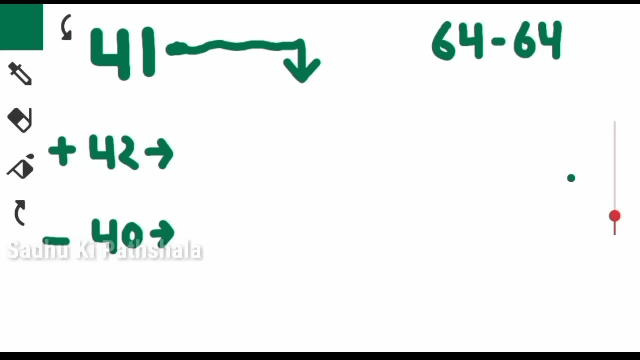 41
64-64
+ 42 →
- 40 →
Sadhu Ki Pathshala